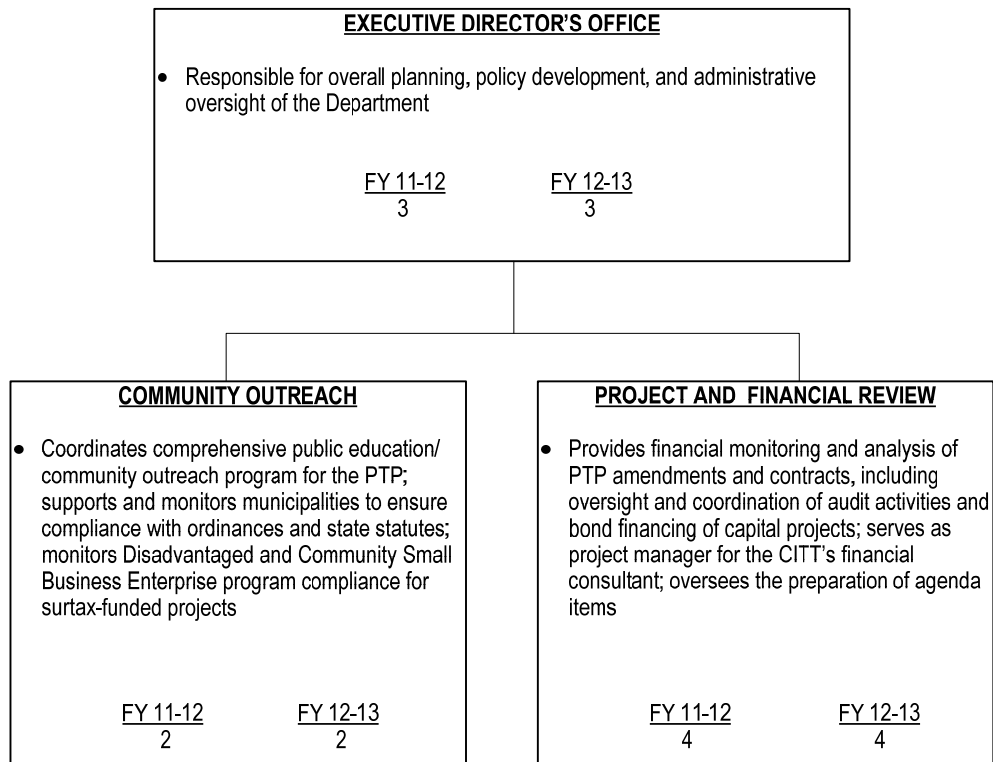 EXECUTIVE DIRECTOR'S OFFICE
• Responsible for overall planning, policy development, and administrative
oversight of the Department
FY 11-12 FY 12-13
3 3
COMMUNITY OUTREACH
• Coordinates comprehensive public education/
community outreach program for the PTP;
supports and monitors municipalities to ensure
compliance with ordinances and state statutes;
monitors Disadvantaged and Community Small
Business Enterprise program compliance for
surtax-funded projects
FY 11-12 FY 12-13
2 2
PROJECT AND FINANCIAL REVIEW
• Provides financial monitoring and analysis of
PTP amendments and contracts, including
oversight and coordination of audit activities and
bond financing of capital projects; serves as
project manager for the CITT's financial
consultant; oversees the preparation of agenda
items
FY 11-12 FY 12-13
4 4